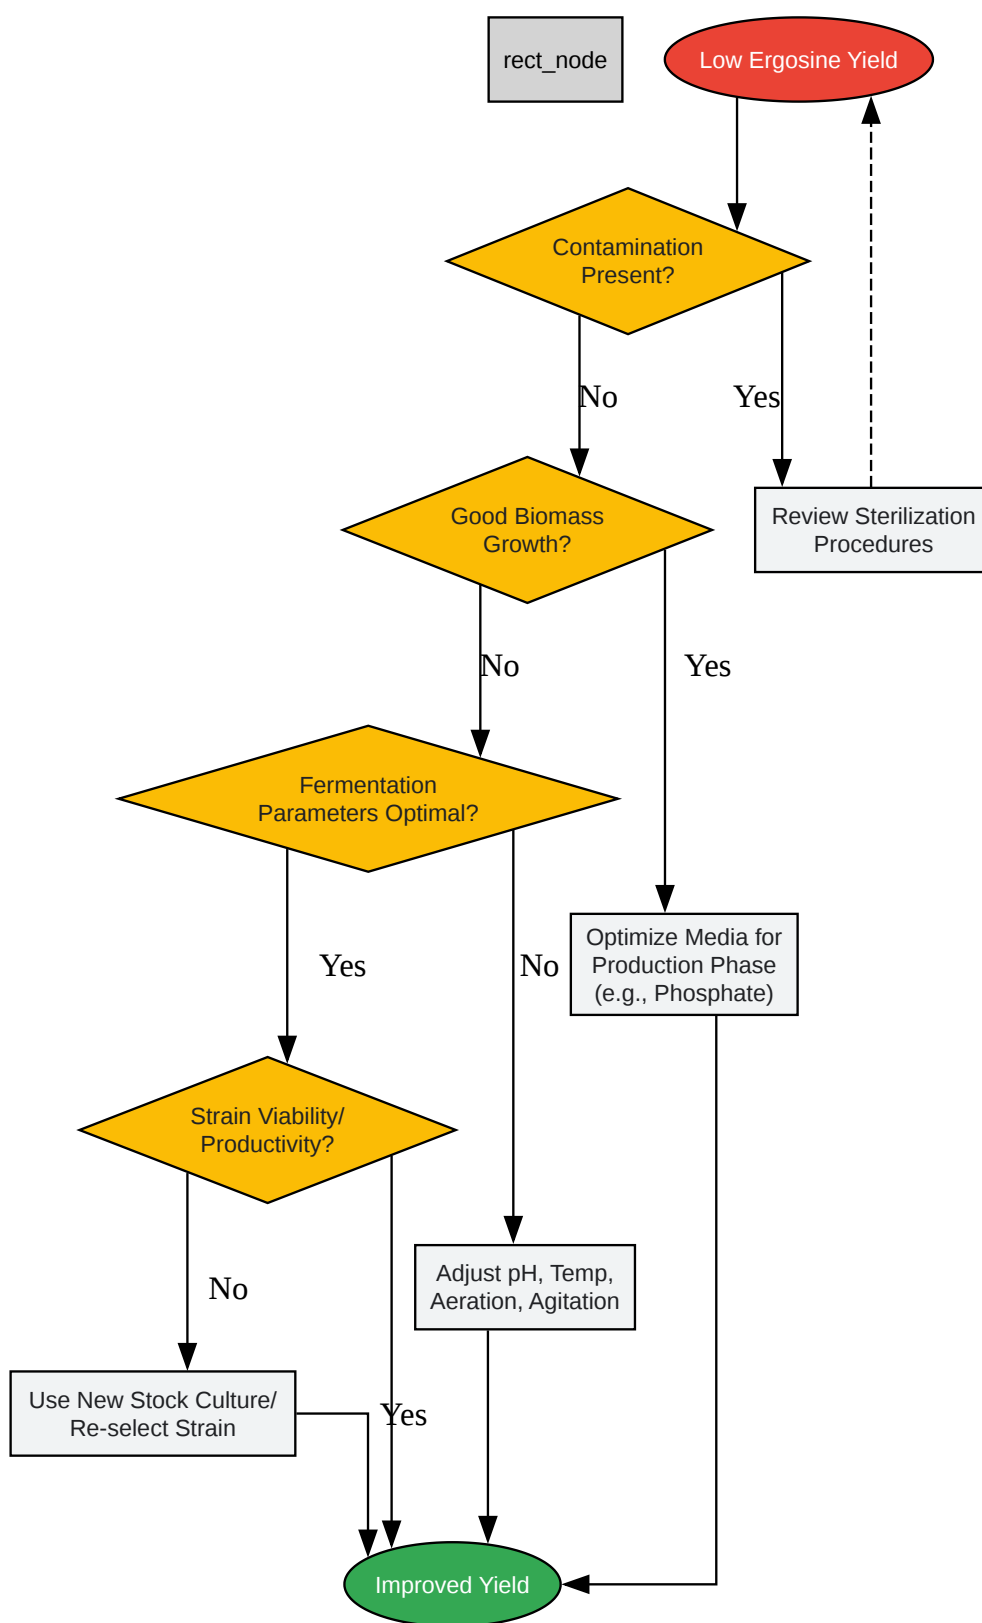 rect_node
Low Ergosine Yield
Contamination
Present?
No
Yes
Good Biomass
Growth?
Review Sterilization
Procedures
No
Yes
Fermentation
Parameters Optimal?
Yes
No
Optimize Media for
Production Phase
(e.g., Phosphate)
Strain Viability/
Productivity?
No
Adjust pH, Temp,
Aeration, Agitation
Use New Stock Culture/
Re-select Strain
Yes
Improved Yield